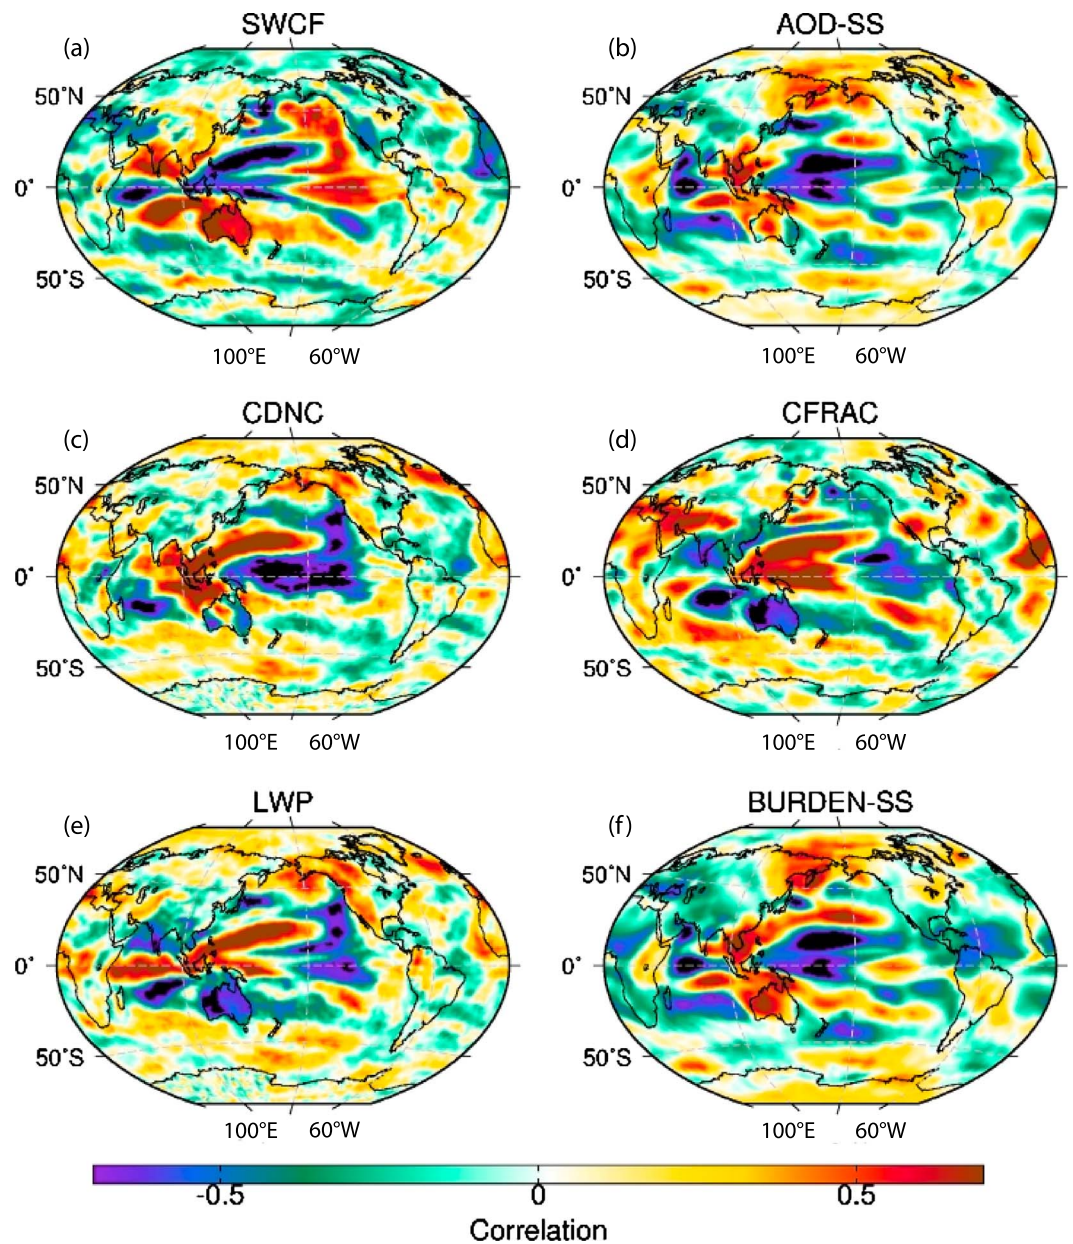 SWCF
AOD-SS
(a)
(b)
50°N
50°N
0°
0°
50°S
50°S
100°E
60°W
100°E
60°W
CDNC
CFRAC
(c)
(d)
50°N
50°N
0°
0°
50°S
50°S
100°E
60°W
100°E
60°W
LWP
BURDEN-SS
(e)
(f)
50°N
50°N
0°
0°
50°S
50°S
100°E
60°W
100°E
60°W
-0.5
0
0.5
Correlation